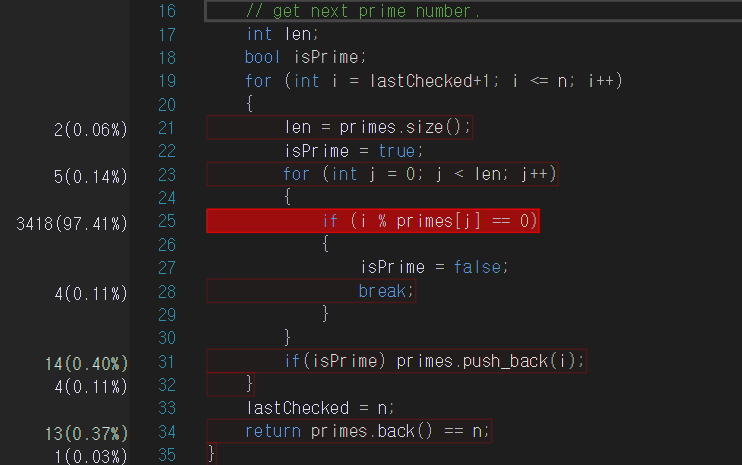 16 // get next prime number.
17 int len;
18 bool isPrime;
19 for (int i = lastChecked+1; i <= n; i++)
20 {
2(0.06%) 21 len = primes.size();
22 isPrime = true;
5(0.14%) 23 for (int j = 0; j < len; j++)
24 {
3418(97.41%) 25 if (i % primes[j] == 0)
26 {
27 isPrime = false;
4(0.11%) 28 break;
29 }
30 }
14(0.40%) 31 if(isPrime) primes.push_back(i);
4(0.11%) 32 }
33 lastChecked = n;
13(0.37%) 34 return primes.back() == n;
1(0.03%) 35 }